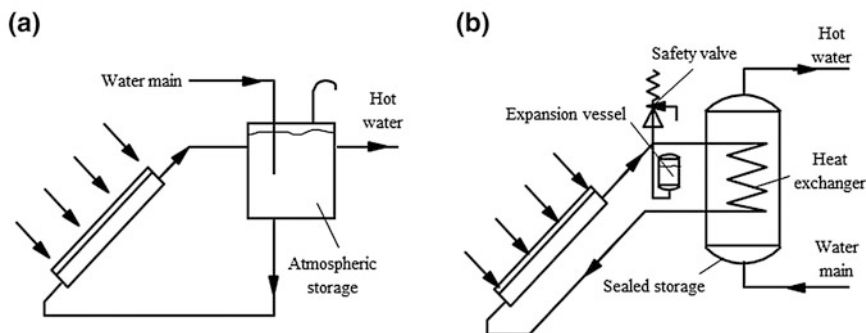 (a)
Water main
Hot
water
Atmospheric
storage
(b)
Safety valve
Expansion vessel
Hot
water
Heat
exchanger
Water
main
Sealed storage